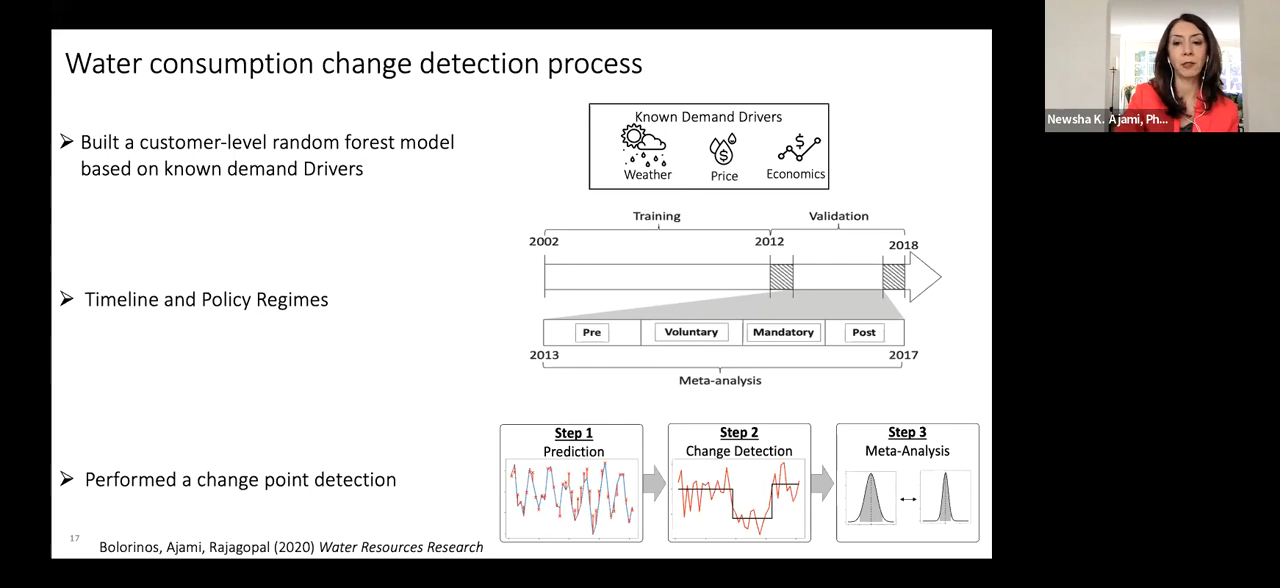 Water consumption change detection process
Newsha K. Ajami, Ph...
➢ Built a customer-level random forest model
based on known demand Drivers
Known Demand Drivers
Weather
Price
Economics
Training
Validation
2002
2012
2018
➢ Timeline and Policy Regimes
Pre
Voluntary
Mandatory
Post
2013
2017
Meta-analysis
➢ Performed a change point detection
Step 1
Prediction
Step 2
Change Detection
Step 3
Meta-Analysis
17
Bolorinos, Ajami, Rajagopal (2020) Water Resources Research